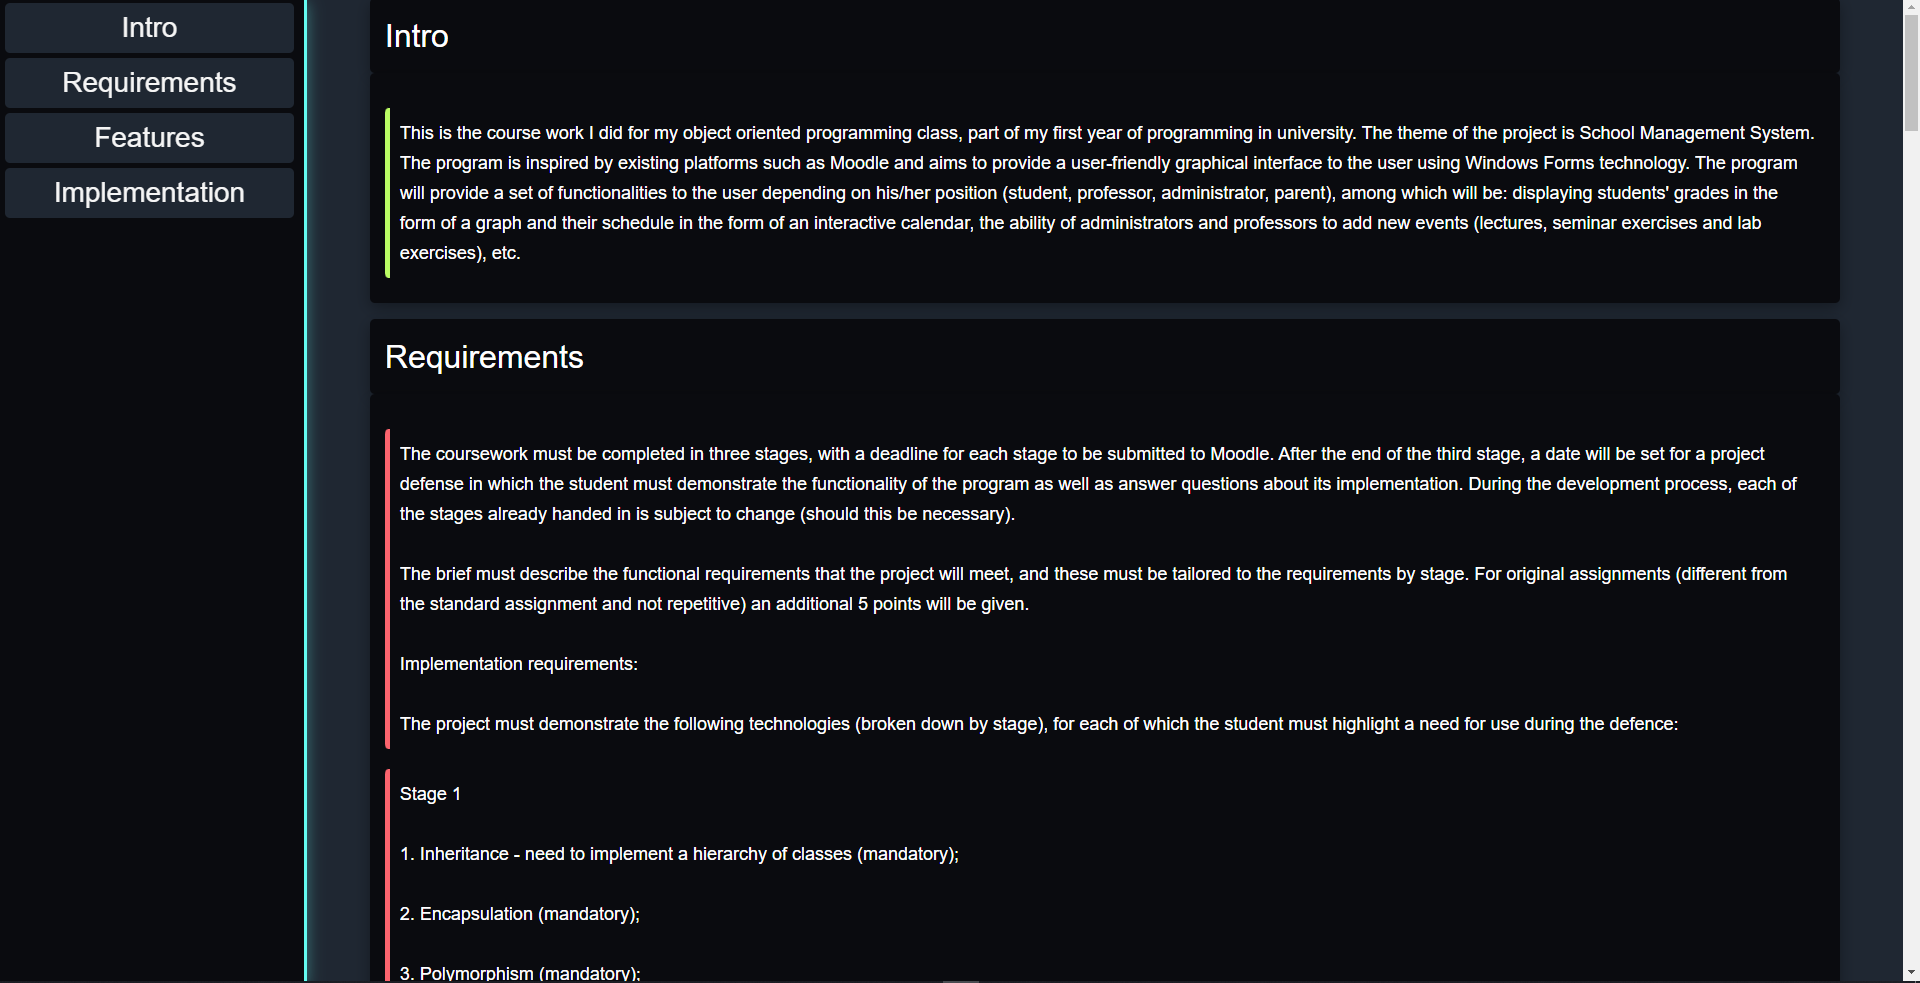 Intro
Requirements
Features
Implementation
Intro
This is the course work I did for my object oriented programming class, part of my first year of programming in university. The theme of the project is School Management System.
The program is inspired by existing platforms such as Moodle and aims to provide a user-friendly graphical interface to the user using Windows Forms technology. The program
will provide a set of functionalities to the user depending on his/her position (student, professor, administrator, parent), among which will be: displaying students' grades in the
form of a graph and their schedule in the form of an interactive calendar, the ability of administrators and professors to add new events (lectures, seminar exercises and lab
exercises), etc.
Requirements
The coursework must be completed in three stages, with a deadline for each stage to be submitted to Moodle. After the end of the third stage, a date will be set for a project
defense in which the student must demonstrate the functionality of the program as well as answer questions about its implementation. During the development process, each of
the stages already handed in is subject to change (should this be necessary).
The brief must describe the functional requirements that the project will meet, and these must be tailored to the requirements by stage. For original assignments (different from
the standard assignment and not repetitive) an additional 5 points will be given.
Implementation requirements:
The project must demonstrate the following technologies (broken down by stage), for each of which the student must highlight a need for use during the defence:
Stage 1
1. Inheritance - need to implement a hierarchy of classes (mandatory);
2. Encapsulation (mandatory);
3. Polymorphism (mandatory);